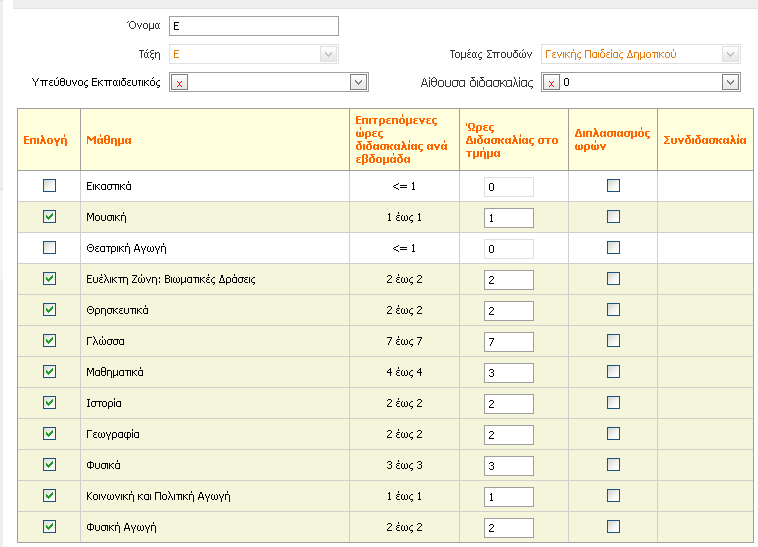 Όνομα Ε
Τάξη Ε Τομέας Σπουδών Γενικής Παιδείας Δημοτικού
Υπεύθυνος Εκπαιδευτικός x Αίθουσα διδασκαλίας x 0
Επιλογή Μάθημα Επιτρεπόμενες ώρες διδασκαλίας ανά εβδομάδα Ώρες Διδασκαλίας στο τμήμα Διπλασιασμός ωρών Συνδιδασκαλία
Εικαστικά <= 1 0
Μουσική 1 έως 1 1
Θεατρική Αγωγή <= 1 0
Ευέλικτη Ζώνη: Βιωματικές Δράσεις 2 έως 2 2
Θρησκευτικά 2 έως 2 2
Γλώσσα 7 έως 7 7
Μαθηματικά 4 έως 4 3
Ιστορία 2 έως 2 2
Γεωγραφία 2 έως 2 2
Φυσικά 3 έως 3 3
Κοινωνική και Πολιτική Αγωγή 1 έως 1 1
Φυσική Αγωγή 2 έως 2 2